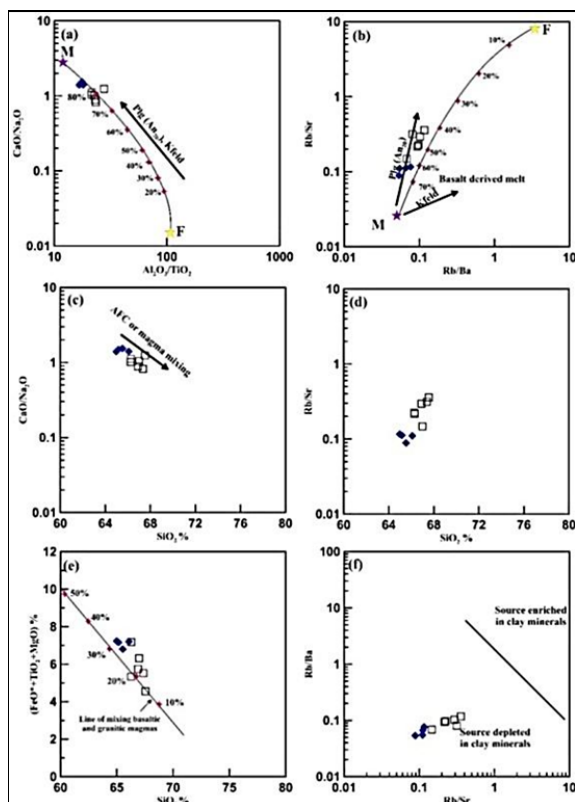 (a)
M
80%
70%
60%
50%
40%
30%
20%
F
Plg (An₅₀), Kfeld
CaO/Na₂O
10
1
0.1
0.01
10
100
1000
Al₂O₃/TiO₂
(b)
F
10%
20%
30%
40%
50%
60%
70%
Plg (An₅₀)
Kfeld
Basalt derived melt
M
Rb/Sr
10
1
0.1
0.01
0.01
0.1
1
10
Rb/Ba
(c)
AFC or magma mixing
CaO/Na₂O
10
1
0.1
0.01
60
64
68
72
76
80
SiO₂ %
(d)
Rb/Sr
10
1
0.1
0.01
60
64
68
72
76
80
SiO₂ %
(e)
50%
40%
30%
20%
10%
Line of mixing basaltic
and granitic magmas
(FeO*+TiO₂+MgO) %
12
10
8
6
4
2
0
60
65
70
75
80
SiO₂ %
(f)
Source enriched
in clay minerals
Source depleted
in clay minerals
Rb/Ba
100
10
1
0.1
0.01
0.01
0.1
1
10
Rb/Sr